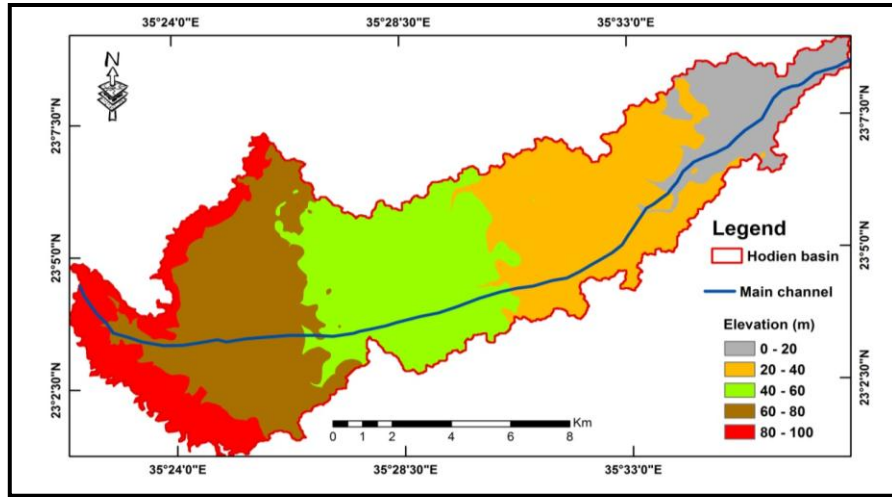 35°24'0"E 35°28'30"E 35°33'0"E
N
23°7'30"N 23°7'30"N
23°5'0"N 23°5'0"N
23°2'30"N 23°2'30"N
Legend
Hodien basin
Main channel
Elevation (m)
0 - 20
20 - 40
40 - 60
60 - 80
80 - 100
Km
0 1 2 4 6 8
35°24'0"E 35°28'30"E 35°33'0"E